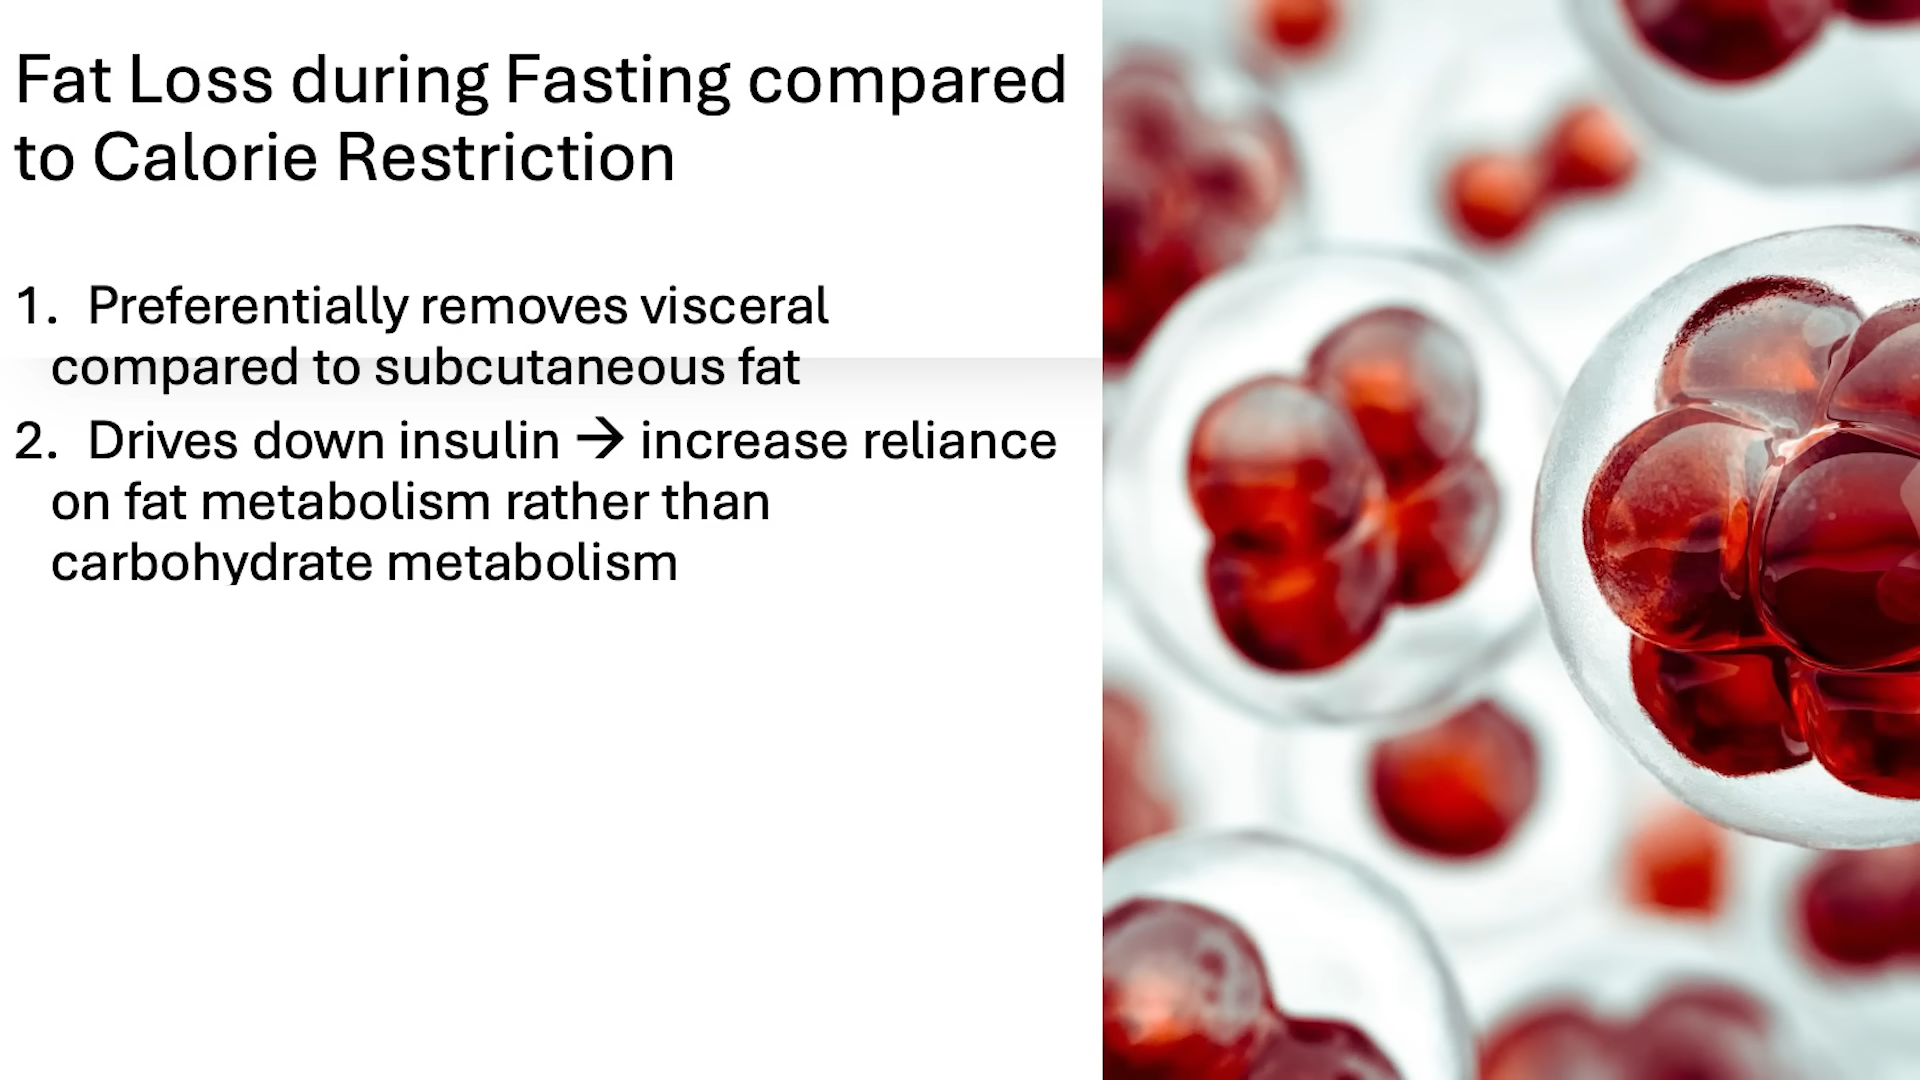 Fat Loss during Fasting compared
to Calorie Restriction
1. Preferentially removes visceral
compared to subcutaneous fat
2. Drives down insulin → increase reliance
on fat metabolism rather than
carbohydrate metabolism